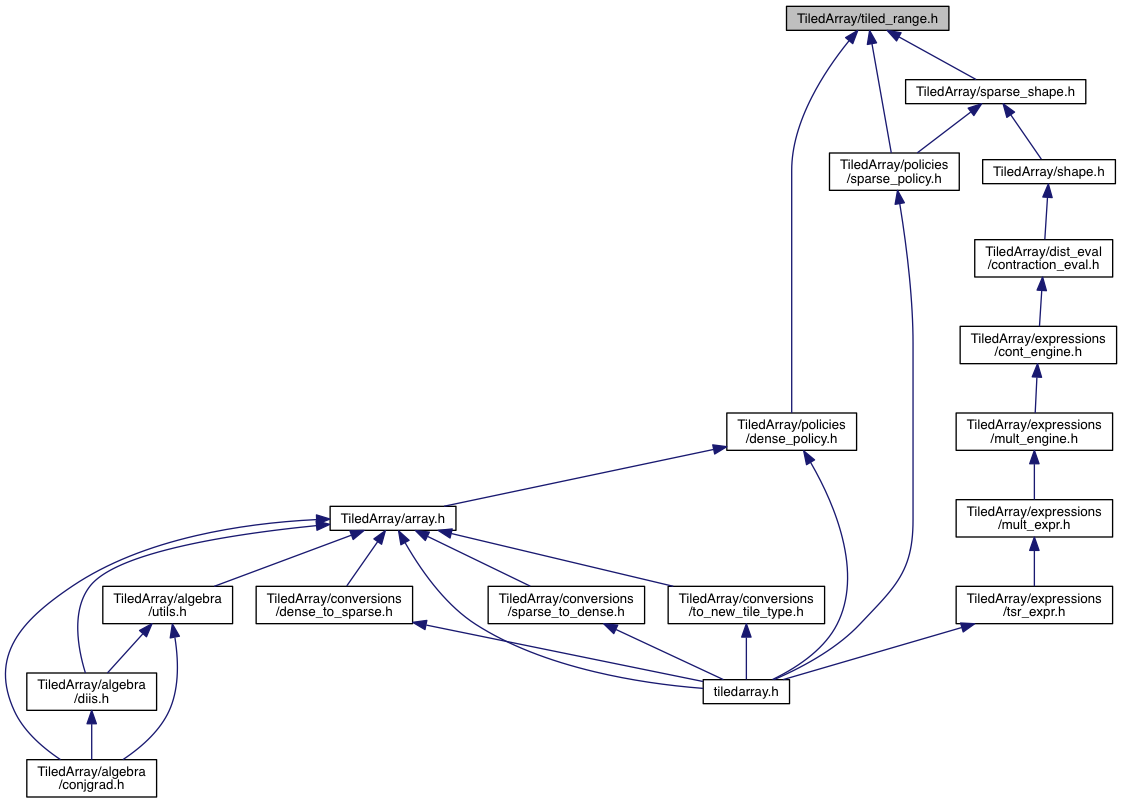 TiledArray/tiled_range.h
TiledArray/sparse_shape.h
TiledArray/policies
/sparse_policy.h
TiledArray/shape.h
TiledArray/dist_eval
/contraction_eval.h
TiledArray/expressions
/cont_engine.h
TiledArray/policies
/dense_policy.h
TiledArray/expressions
/mult_engine.h
TiledArray/array.h
TiledArray/expressions
/mult_expr.h
TiledArray/algebra
/utils.h
TiledArray/conversions
/dense_to_sparse.h
TiledArray/conversions
/sparse_to_dense.h
TiledArray/conversions
/to_new_tile_type.h
TiledArray/expressions
/tsr_expr.h
TiledArray/algebra
/diis.h
tiledarray.h
TiledArray/algebra
/conjgrad.h